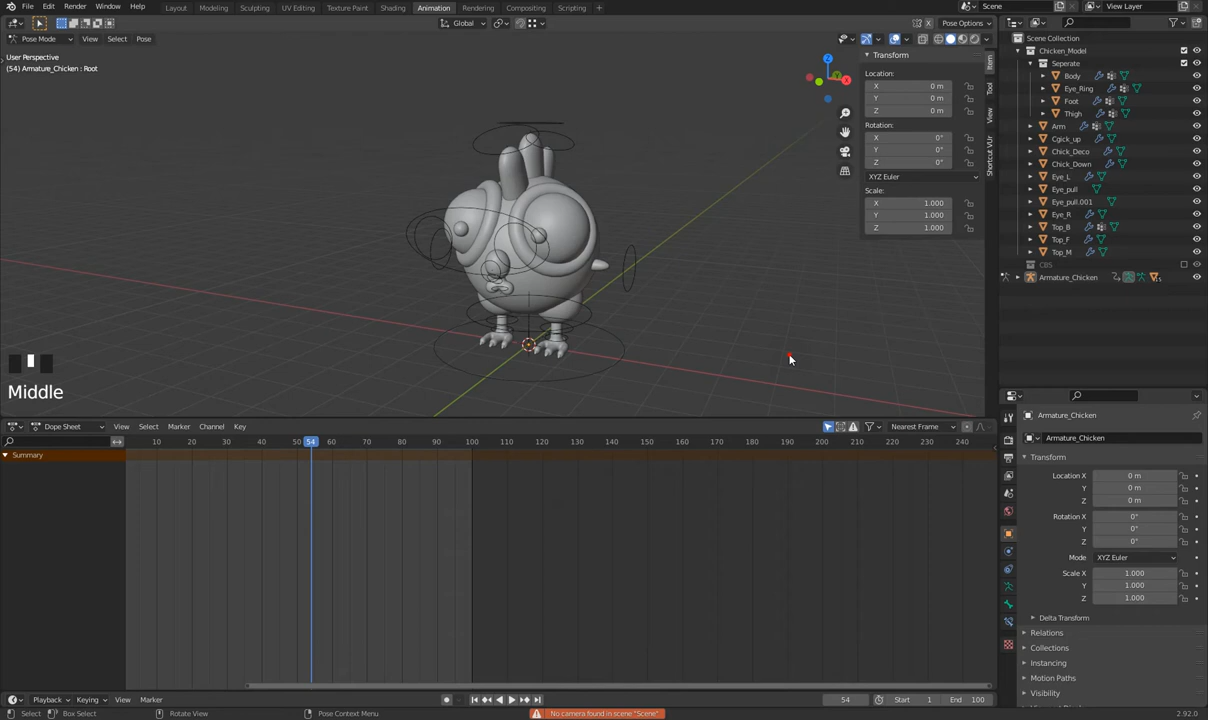 File Edit Render Window Help Layout Modeling Sculpting UV Editing Texture Paint Shading Animation Rendering Compositing Scripting + Scene View Layer
Global Pose Options
Pose Mode View Select Pose
User Perspective
(54) Armature_Chicken : Root
Transform
Location:
X 0 m
Y 0 m
Z 0 m
Rotation:
X 0°
Y 0°
Z 0°
XYZ Euler
Scale:
X 1.000
Y 1.000
Z 1.000
Item
Tool
View
Shortcut VUr
X
Y
Z
Scene Collection
Chicken_Model
Seperate
Body
Eye_Ring
Foot
Thigh
Arm
Cgick_up
Chick_Deco
Chick_Down
Eye_L
Eye_pull
Eye_pull.001
Eye_R
Top_B
Top_F
Top_M
CBS
Armature_Chicken
Middle
Dope Sheet View Select Marker Channel Key Nearest Frame
10 20 30 40 50 54 60 70 80 90 100 110 120 130 140 150 160 170 180 190 200 210 220 230 240
Summary
Armature_Chicken
Armature_Chicken
Transform
Location X 0 m
Y 0 m
Z 0 m
Rotation X 0°
Y 0°
Z 0°
Mode XYZ Euler
Scale X 1.000
Y 1.000
Z 1.000
Delta Transform
Relations
Collections
Instancing
Motion Paths
Visibility
Playback Keying View Marker 54 Start 1 End 100
Select Box Select Rotate View Pose Context Menu No camera found in scene "Scene" 2.92.0